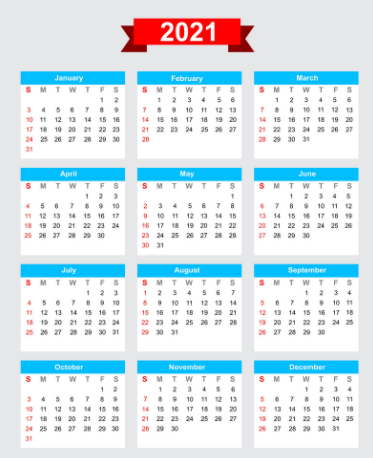 2021
January
S M T W T F S
1 2
3 4 5 6 7 8 9
10 11 12 13 14 15 16
17 18 19 20 21 22 23
24 25 26 27 28 29 30
31
February
S M T W T F S
1 2 3 4 5 6
7 8 9 10 11 12 13
14 15 16 17 18 19 20
21 22 23 24 25 26 27
28
March
S M T W T F S
1 2 3 4 5 6
7 8 9 10 11 12 13
14 15 16 17 18 19 20
21 22 23 24 25 26 27
28 29 30 31
April
S M T W T F S
1 2 3
4 5 6 7 8 9 10
11 12 13 14 15 16 17
18 19 20 21 22 23 24
25 26 27 28 29 30
May
S M T W T F S
1
2 3 4 5 6 7 8
9 10 11 12 13 14 15
16 17 18 19 20 21 22
23 24 25 26 27 28 29
30 31
June
S M T W T F S
1 2 3 4 5
6 7 8 9 10 11 12
13 14 15 16 17 18 19
20 21 22 23 24 25 26
27 28 29 30
July
S M T W T F S
1 2 3
4 5 6 7 8 9 10
11 12 13 14 15 16 17
18 19 20 21 22 23 24
25 26 27 28 29 30 31
August
S M T W T F S
1 2 3 4 5 6 7
8 9 10 11 12 13 14
15 16 17 18 19 20 21
22 23 24 25 26 27 28
29 30 31
September
S M T W T F S
1 2 3 4
5 6 7 8 9 10 11
12 13 14 15 16 17 18
19 20 21 22 23 24 25
26 27 28 29 30
October
S M T W T F S
1 2
3 4 5 6 7 8 9
10 11 12 13 14 15 16
17 18 19 20 21 22 23
24 25 26 27 28 29 30
31
November
S M T W T F S
1 2 3 4 5 6
7 8 9 10 11 12 13
14 15 16 17 18 19 20
21 22 23 24 25 26 27
28 29 30
December
S M T W T F S
1 2 3 4
5 6 7 8 9 10 11
12 13 14 15 16 17 18
19 20 21 22 23 24 25
26 27 28 29 30 31